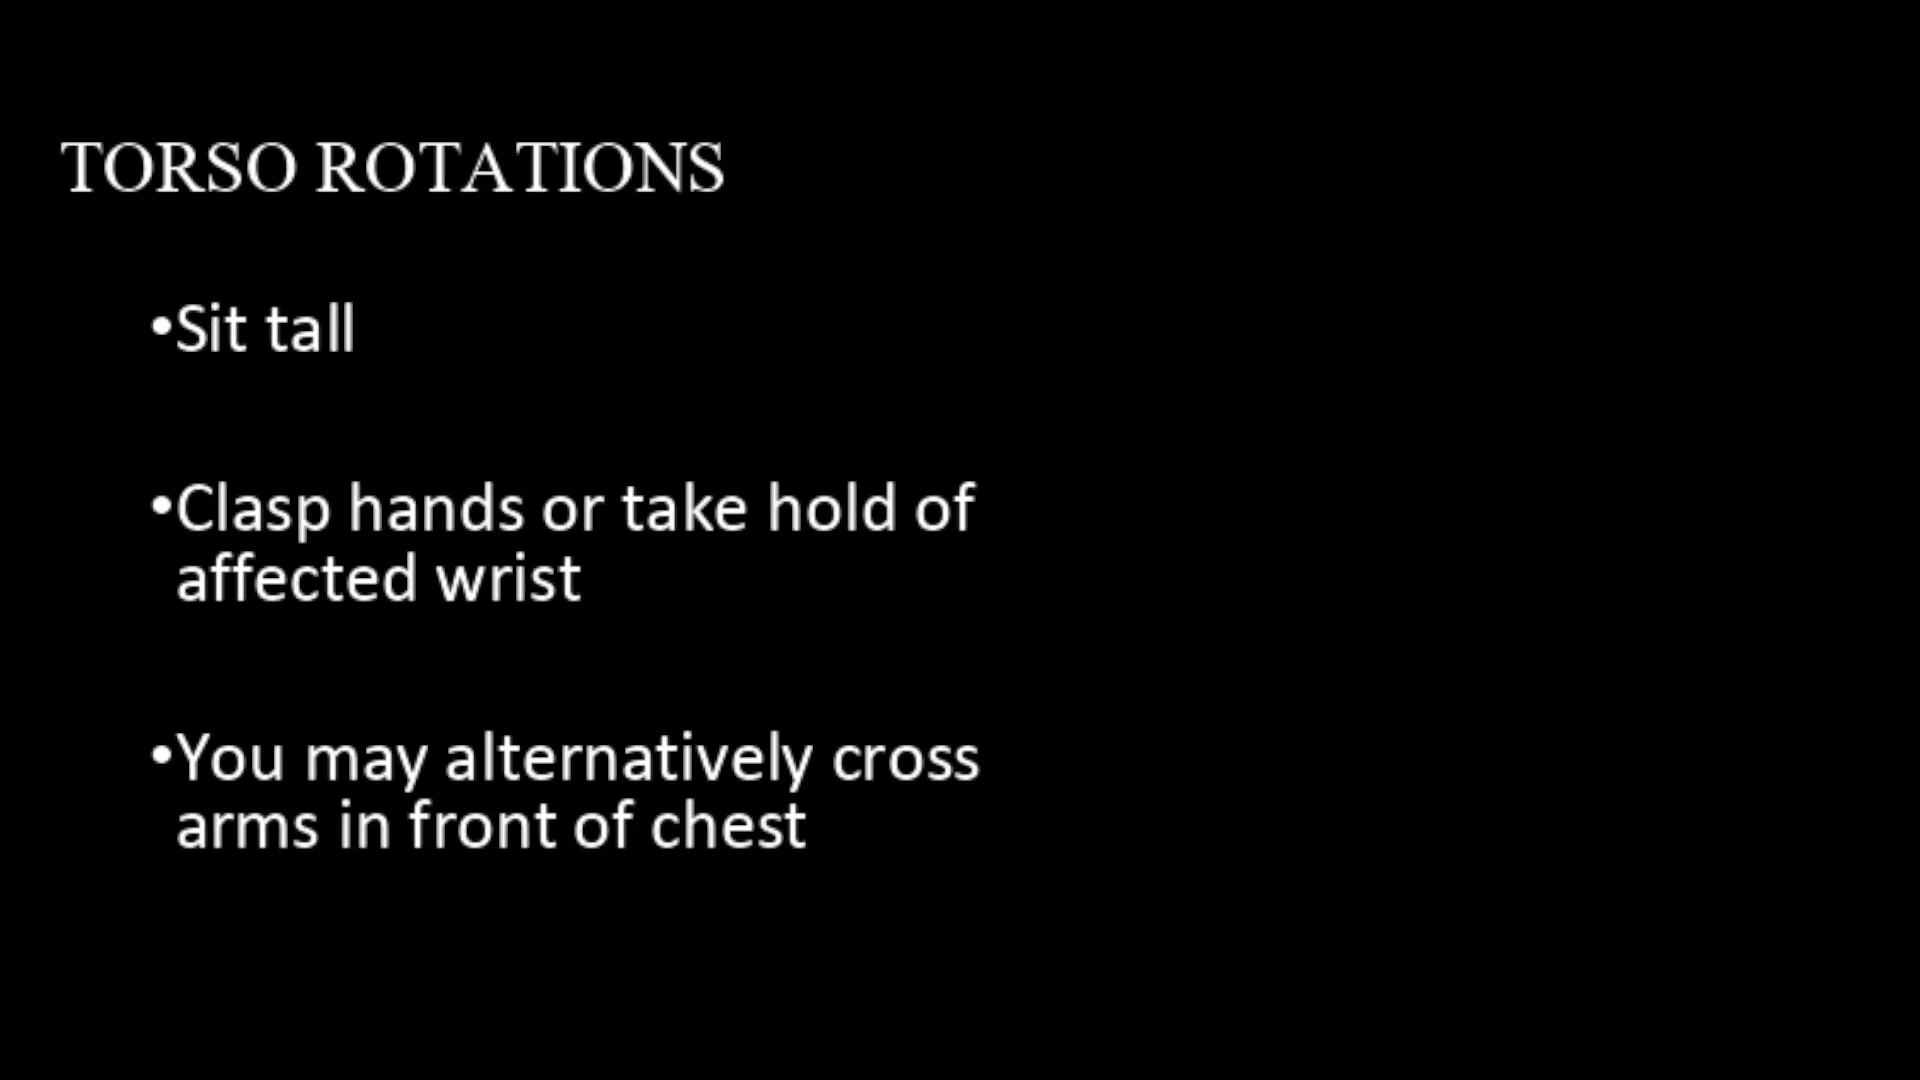 TORSO ROTATIONS
•Sit tall
•Clasp hands or take hold of
affected wrist
•You may alternatively cross
arms in front of chest